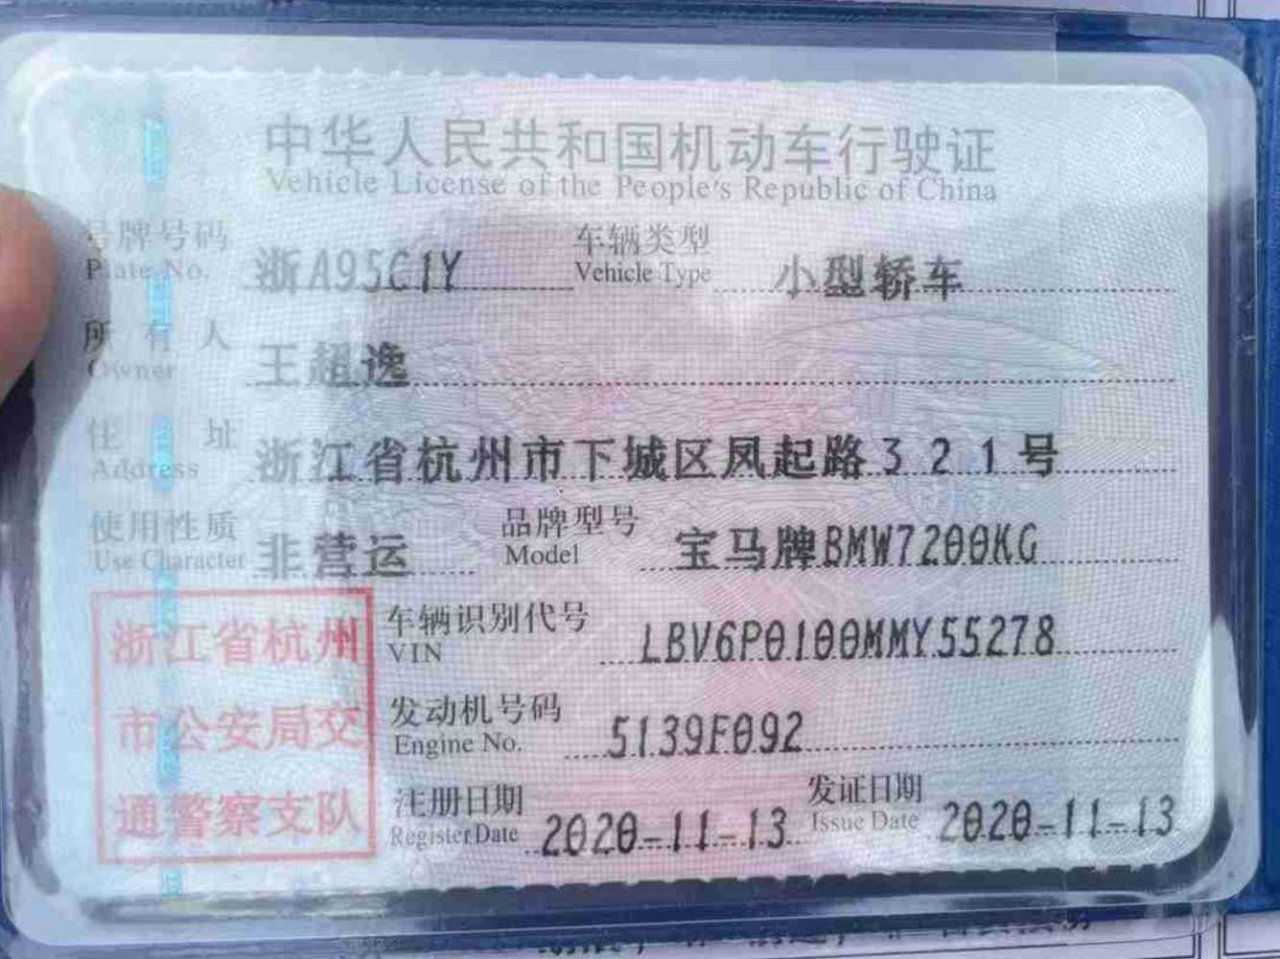 中华人民共和国机动车行驶证
Vehicle License of the People's Republic of China
号牌号码 浙A95C1Y 车辆类型 小型轿车
Plate No. Vehicle Type
所有人 王超逸
Owner
住址 浙江省杭州市下城区凤起路321号
Address
使用性质 非营运 品牌型号 宝马牌BMW7200KG
Use Character Model
浙江省杭州
市公安局交
通警察支队
车辆识别代号 LBV6P0100MMY55278
VIN
发动机号码 5139F092
Engine No.
注册日期 2020-11-13 发证日期 2020-11-13
Register Date Issue Date